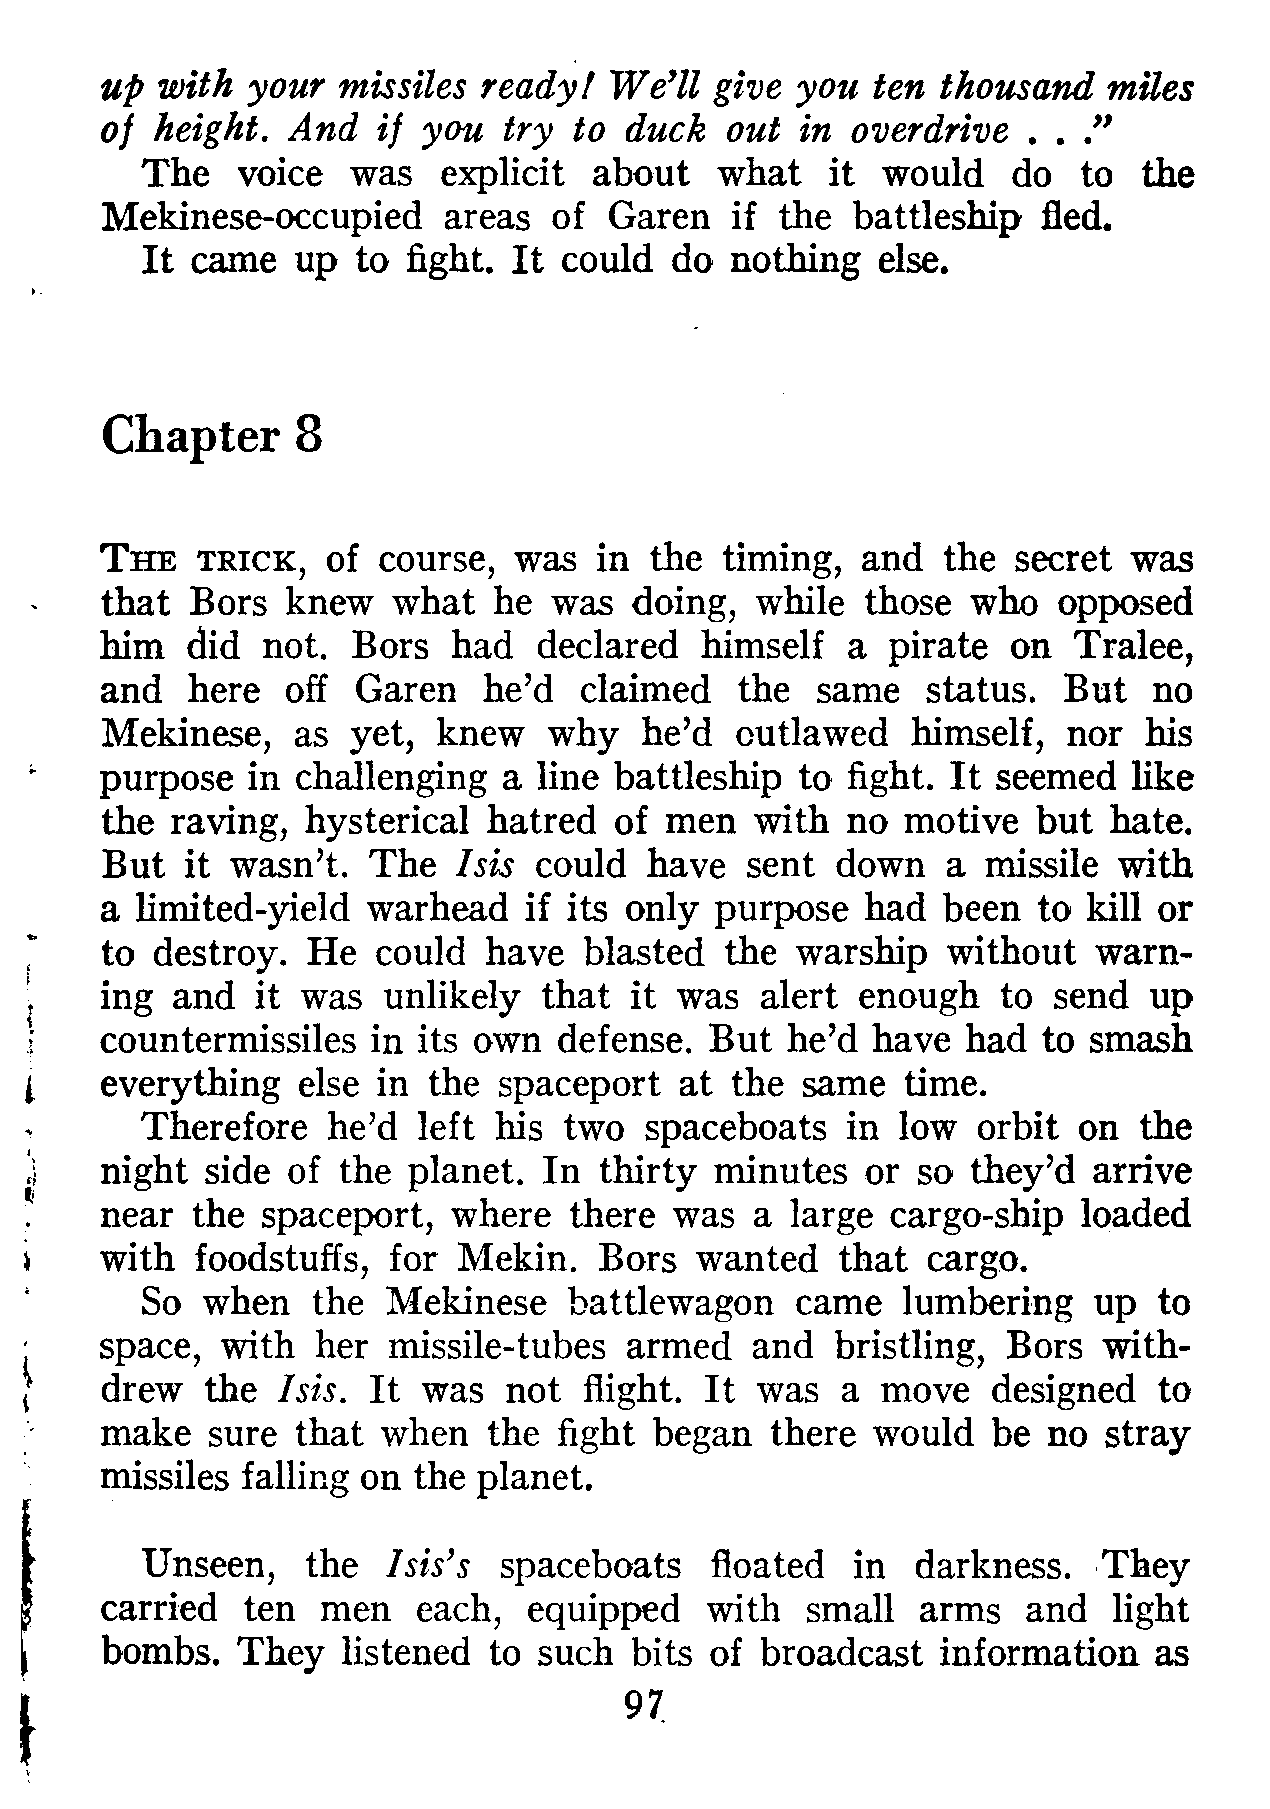 up with your missiles ready! We'll give you ten thousand miles
of height. And if you try to duck out in overdrive . . ."
The voice was explicit about what it would do to the
Mekinese-occupied areas of Garen if the battleship fled.
It came up to fight. It could do nothing else.
Chapter 8
THE TRICK, of course, was in the timing, and the secret was
that Bors knew what he was doing, while those who opposed
him did not. Bors had declared himself a pirate on Tralee,
and here off Garen he'd claimed the same status. But no
Mekinese, as yet, knew why he'd outlawed himself, nor his
purpose in challenging a line battleship to fight. It seemed like
the raving, hysterical hatred of men with no motive but hate.
But it wasn't. The Isis could have sent down a missile with
a limited-yield warhead if its only purpose had been to kill or
to destroy. He could have blasted the warship without warn-
ing and it was unlikely that it was alert enough to send up
countermissiles in its own defense. But he'd have had to smash
everything else in the spaceport at the same time.
Therefore he'd left his two spaceboats in low orbit on the
night side of the planet. In thirty minutes or so they'd arrive
near the spaceport, where there was a large cargo-ship loaded
with foodstuffs, for Mekin. Bors wanted that cargo.
So when the Mekinese battlewagon came lumbering up to
space, with her missile-tubes armed and bristling, Bors with-
drew the Isis. It was not flight. It was a move designed to
make sure that when the fight began there would be no stray
missiles falling on the planet.
Unseen, the Isis's spaceboats floated in darkness. They
carried ten men each, equipped with small arms and light
bombs. They listened to such bits of broadcast information as
97